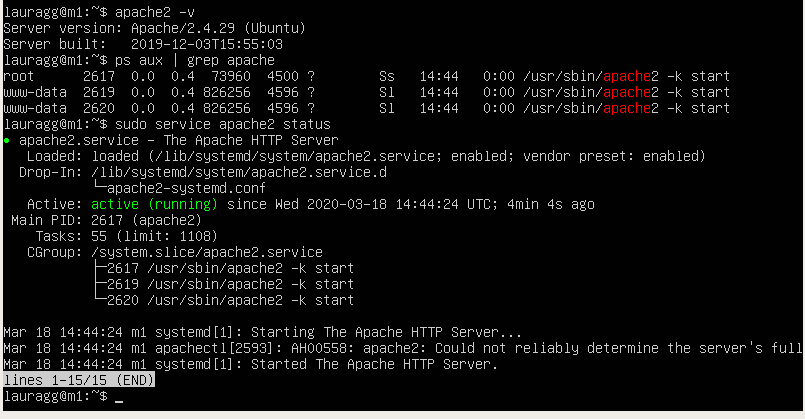 lauragg@m1:~$ apache2 -v
Server version: Apache/2.4.29 (Ubuntu)
Server built:   2019-12-03T15:55:03
lauragg@m1:~$ ps aux | grep apache
root      2617  0.0  0.4  73960  4500 ?        Ss   14:44   0:00 /usr/sbin/apache2 -k start
www-data  2619  0.0  0.4 826256  4596 ?        Sl   14:44   0:00 /usr/sbin/apache2 -k start
www-data  2620  0.0  0.4 826256  4596 ?        Sl   14:44   0:00 /usr/sbin/apache2 -k start
lauragg@m1:~$ sudo service apache2 status
● apache2.service - The Apache HTTP Server
   Loaded: loaded (/lib/systemd/system/apache2.service; enabled; vendor preset: enabled)
  Drop-In: /lib/systemd/system/apache2.service.d
           └─apache2-systemd.conf
   Active: active (running) since Wed 2020-03-18 14:44:24 UTC; 4min 4s ago
 Main PID: 2617 (apache2)
    Tasks: 55 (limit: 1108)
   CGroup: /system.slice/apache2.service
           ├─2617 /usr/sbin/apache2 -k start
           ├─2619 /usr/sbin/apache2 -k start
           └─2620 /usr/sbin/apache2 -k start
Mar 18 14:44:24 m1 systemd[1]: Starting The Apache HTTP Server...
Mar 18 14:44:24 m1 apachectl[2593]: AH00558: apache2: Could not reliably determine the server's full
Mar 18 14:44:24 m1 systemd[1]: Started The Apache HTTP Server.
lines 1-15/15 (END)
lauragg@m1:~$ _